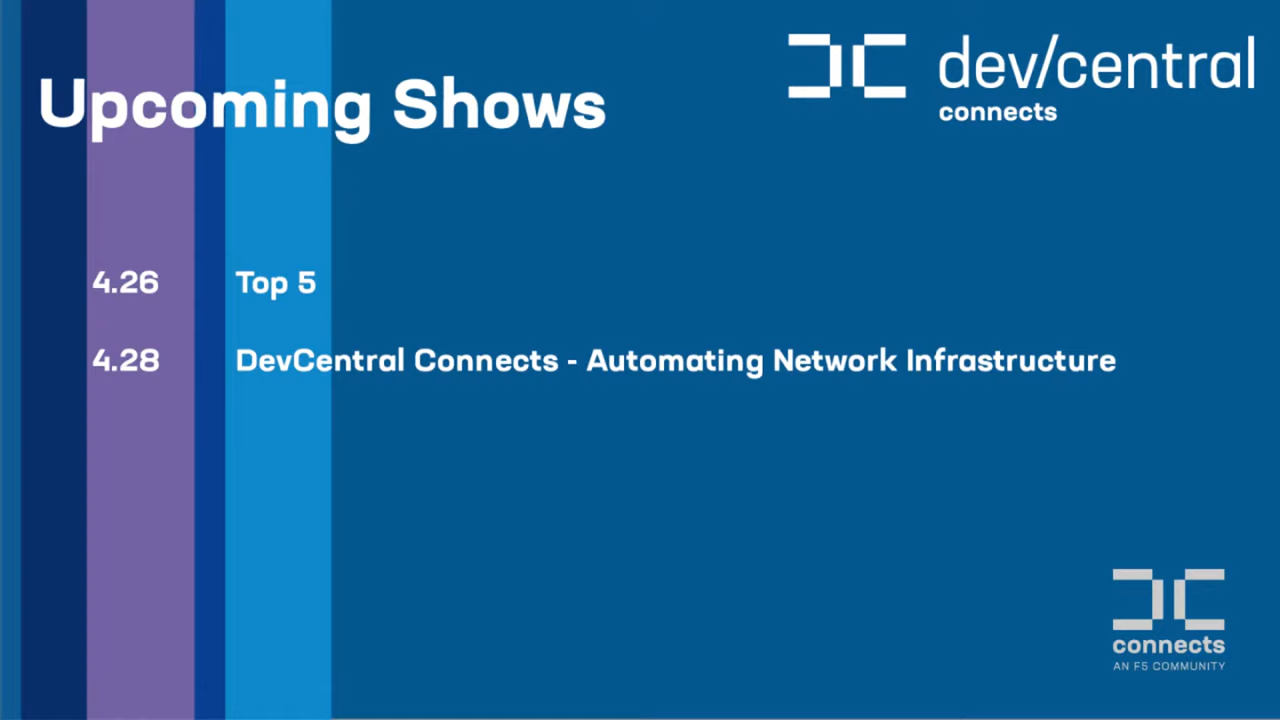 Upcoming Shows
dev/central
connects
4.26 Top 5
4.28 DevCentral Connects - Automating Network Infrastructure
connects
AN F5 COMMUNITY